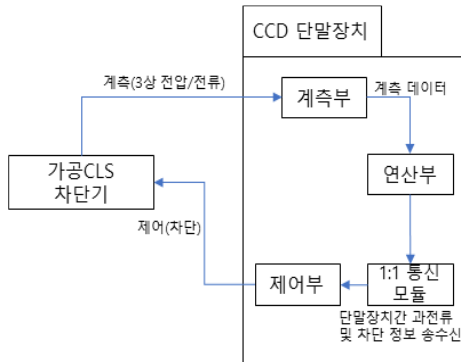 CCD 단말장치
계측(3상 전압/전류)
계측부
계측 데이터
가공CLS
차단기
연산부
제어(차단)
제어부
1:1 통신
모듈
단말장치간 과전류
및 차단 정보 송수신